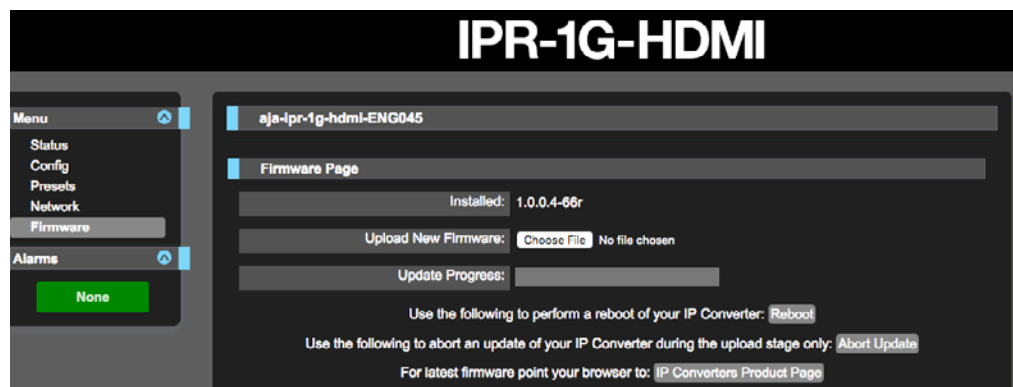 IPR-1G-HDMI
Menu
Status
Config
Presets
Network
Firmware
Alarms
None
aja-ipr-1g-hdmi-ENG045
Firmware Page
Installed: 1.0.0.4-66r
Upload New Firmware: Choose File No file chosen
Update Progress:
Use the following to perform a reboot of your IP Converter: Reboot
Use the following to abort an update of your IP Converter during the upload stage only: Abort Update
For latest firmware point your browser to: IP Converters Product Page